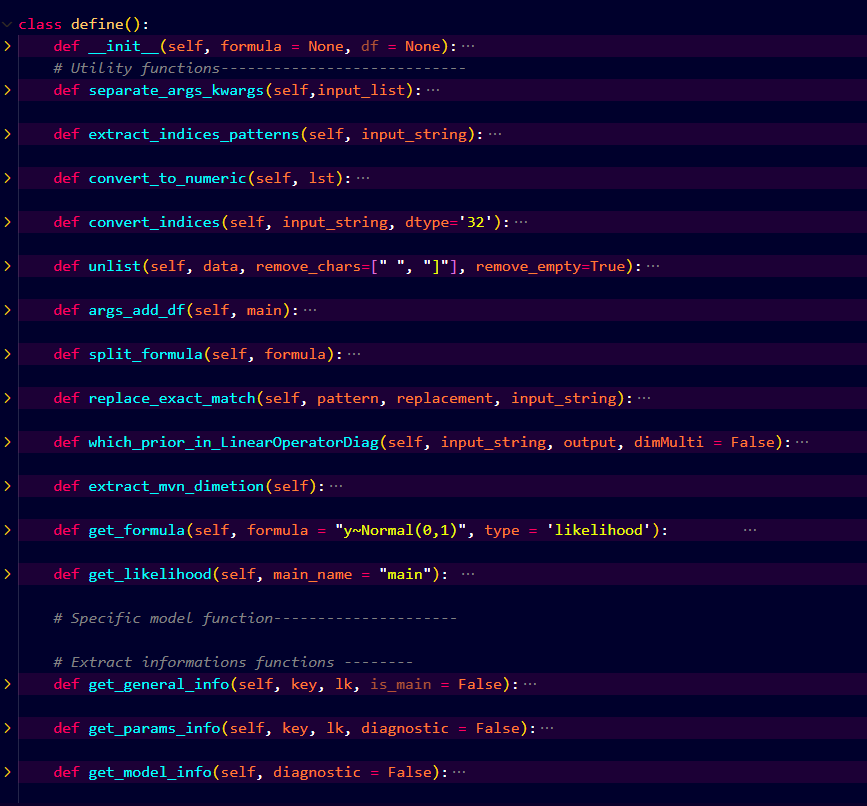 class define():
def __init__(self, formula = None, df = None): ···
# Utility functions----------------------------
def separate_args_kwargs(self,input_list): ···
def extract_indices_patterns(self, input_string): ···
def convert_to_numeric(self, lst): ···
def convert_indices(self, input_string, dtype='32'): ···
def unlist(self, data, remove_chars=[" ", "]"], remove_empty=True): ···
def args_add_df(self, main): ···
def split_formula(self, formula): ···
def replace_exact_match(self, pattern, replacement, input_string): ···
def which_prior_in_LinearOperatorDiag(self, input_string, output, dimMulti = False): ···
def extract_mvn_dimetion(self): ···
def get_formula(self, formula = "y~Normal(0,1)", type = 'likelihood'): ···
def get_likelihood(self, main_name = "main"): ···
# Specific model function---------------------
# Extract informations functions --------
def get_general_info(self, key, lk, is_main = False): ···
def get_params_info(self, key, lk, diagnostic = False): ···
def get_model_info(self, diagnostic = False): ···